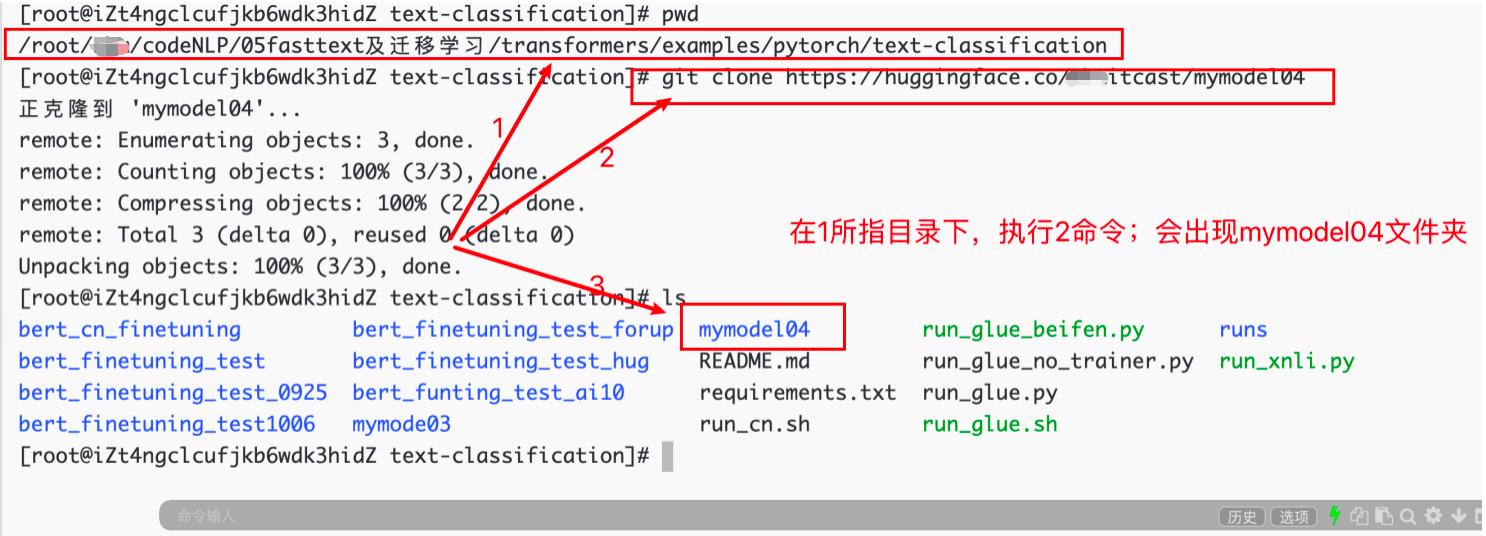 [root@iZt4ngclcufjkb6wdk3hidZ text-classification]# pwd
/root/ /codeNLP/05fasttext及迁移学习/transformers/examples/pytorch/text-classification
[root@iZt4ngclcufjkb6wdk3hidZ text-classification]# git clone https://huggingface.co/ itcast/mymodel04
正克隆到 'mymodel04'...
remote: Enumerating objects: 3, done.
1
remote: Counting objects: 100% (3/3), done.
2
remote: Compressing objects: 100% (2/2), done.
remote: Total 3 (delta 0), reused 0 (delta 0)
在1所指目录下，执行2命令；会出现mymodel04文件夹
Unpacking objects: 100% (3/3), done.
3
[root@iZt4ngclcufjkb6wdk3hidZ text-classification]# ls
bert_cn_finetuning bert_finetuning_test_forup mymodel04 run_glue_beifen.py runs
bert_finetuning_test bert_finetuning_test_hug README.md run_glue_no_trainer.py run_xnli.py
bert_finetuning_test_0925 bert_funting_test_ai10 requirements.txt run_glue.py
bert_finetuning_test1006 mymode03 run_cn.sh run_glue.sh
[root@iZt4ngclcufjkb6wdk3hidZ text-classification]#
命令输入 历史 选项